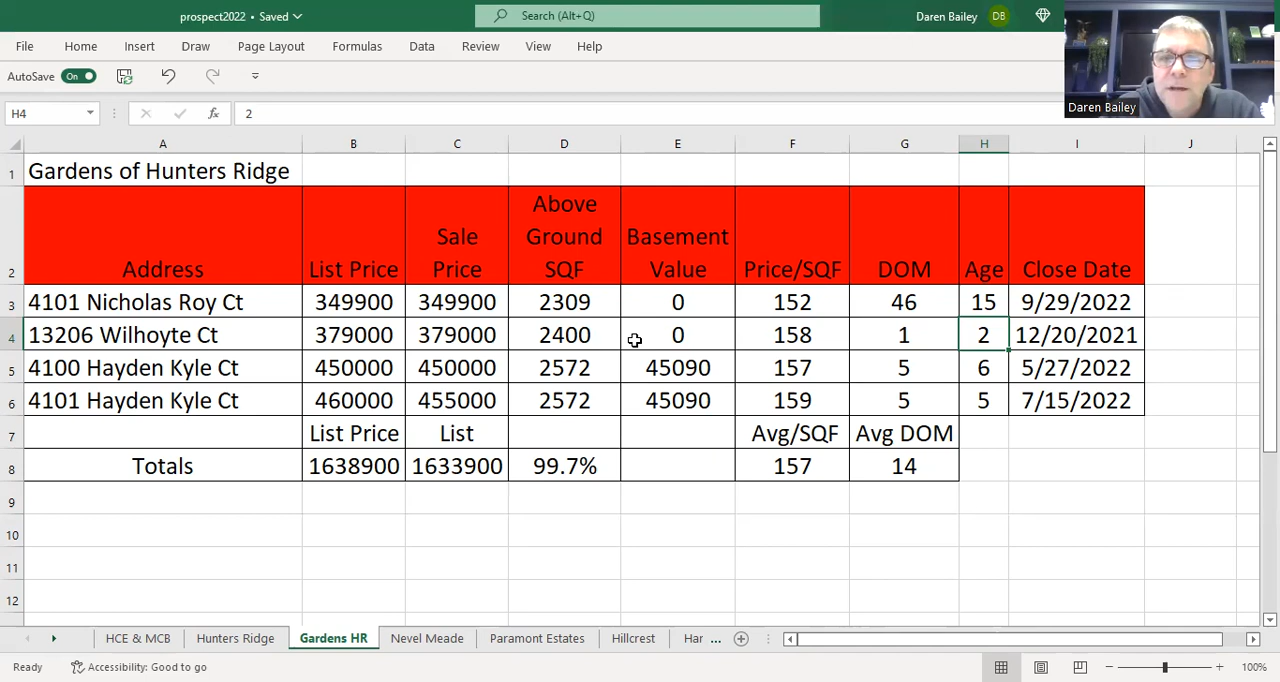 prospect2022 • Saved
Search (Alt+Q)
Daren Bailey DB
File Home Insert Draw Page Layout Formulas Data Review View Help
AutoSave On
Daren Bailey
H4 fx 2
A B C D E F G H I J
1 Gardens of Hunters Ridge
2 Address List Price Sale Price Above Ground SQF Basement Value Price/SQF DOM Age Close Date
3 4101 Nicholas Roy Ct 349900 349900 2309 0 152 46 15 9/29/2022
4 13206 Wilhoyte Ct 379000 379000 2400 0 158 1 2 12/20/2021
5 4100 Hayden Kyle Ct 450000 450000 2572 45090 157 5 6 5/27/2022
6 4101 Hayden Kyle Ct 460000 455000 2572 45090 159 5 5 7/15/2022
7 List Price List Avg/SQF Avg DOM
8 Totals 1638900 1633900 99.7% 157 14
9
10
11
12
HCE & MCB Hunters Ridge Gardens HR Nevel Meade Paramont Estates Hillcrest Har ...
Ready Accessibility: Good to go 100%